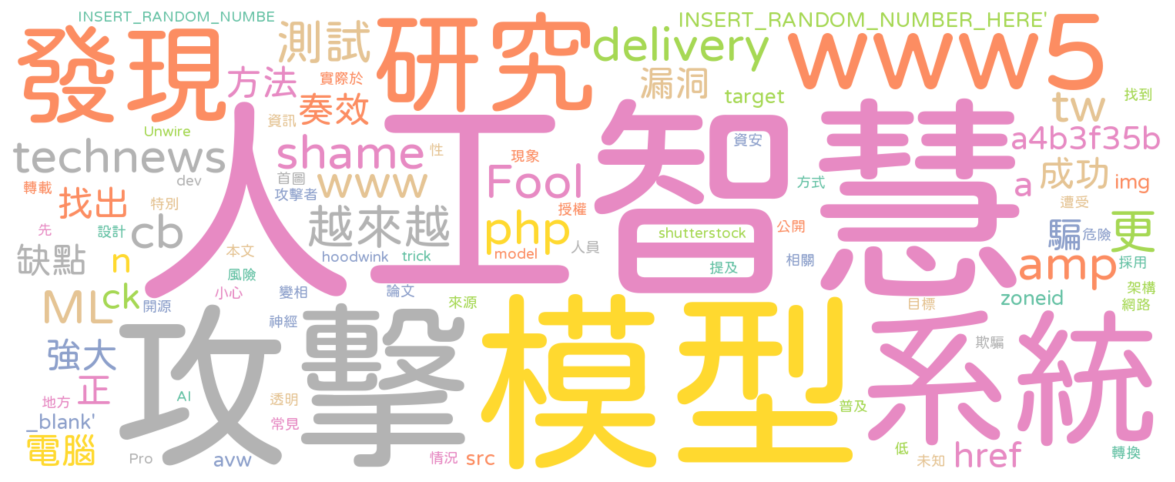 INSERT_RANDOM_NUMBE
INSERT_RANDOM_NUMBER_HERE'
發現
測試
研究
delivery
www5
方法
實際於
漏洞
奏效
target
tw
找到
Unwire
資訊
人工智慧
technews
shame
性
現象
資安
a4b3f35b
dev
首圖
www
Fool
方式
a
成功
img
轉載
特別
攻擊者
授權
遭受
找出
越來越
php
公開
騙
危險
更
先
設計
cb
shutterstock
人員
缺點
n
本文
hoodwink
trick
model
提及
相關
amp
採用
風險
ML
ck
開源
小心
變相
論文
來源
目標
zoneid
架構
網路
神經
攻擊
模型
系統
強大
欺騙
正
地方
AI
透明
普及
_blank'
常見
電腦
Pro
avw
情況
src
低
未知
href
轉換